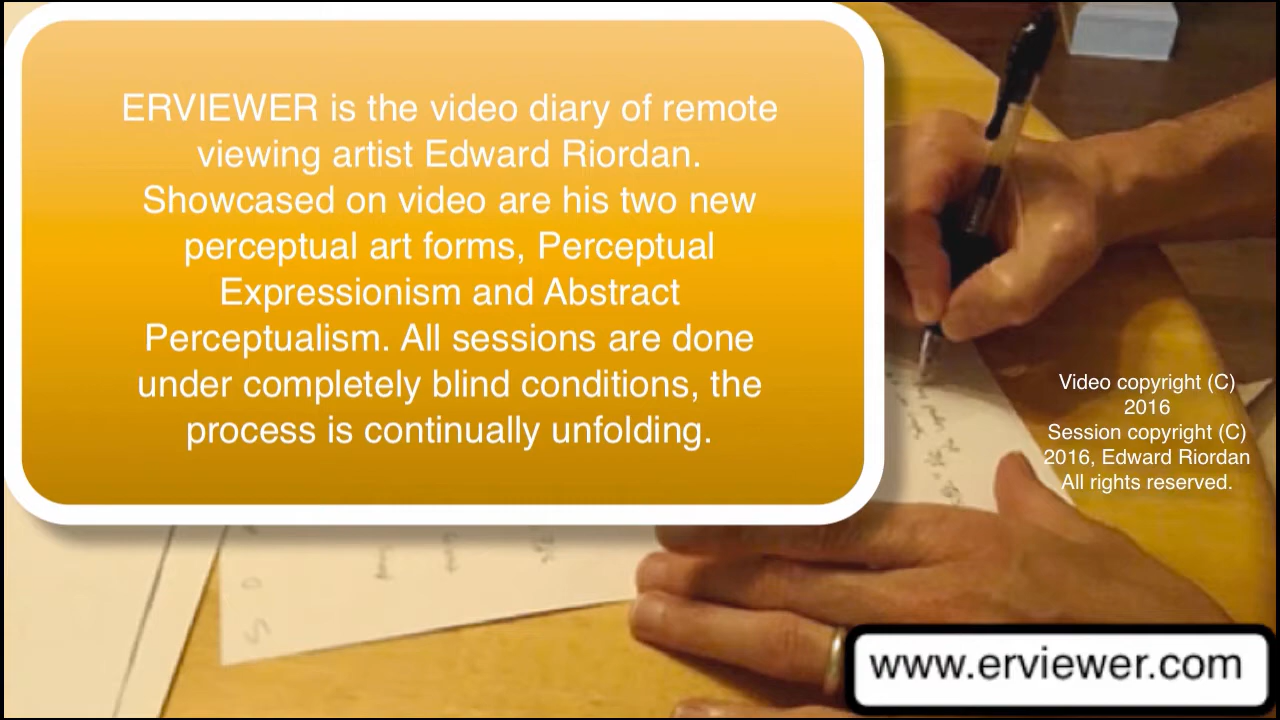 ERVIEWER is the video diary of remote
viewing artist Edward Riordan.
Showcased on video are his two new
perceptual art forms, Perceptual
Expressionism and Abstract
Perceptualism. All sessions are done
under completely blind conditions, the
process is continually unfolding.
Video copyright (C)
2016
Session copyright (C)
2016, Edward Riordan
All rights reserved.
www.erviewer.com